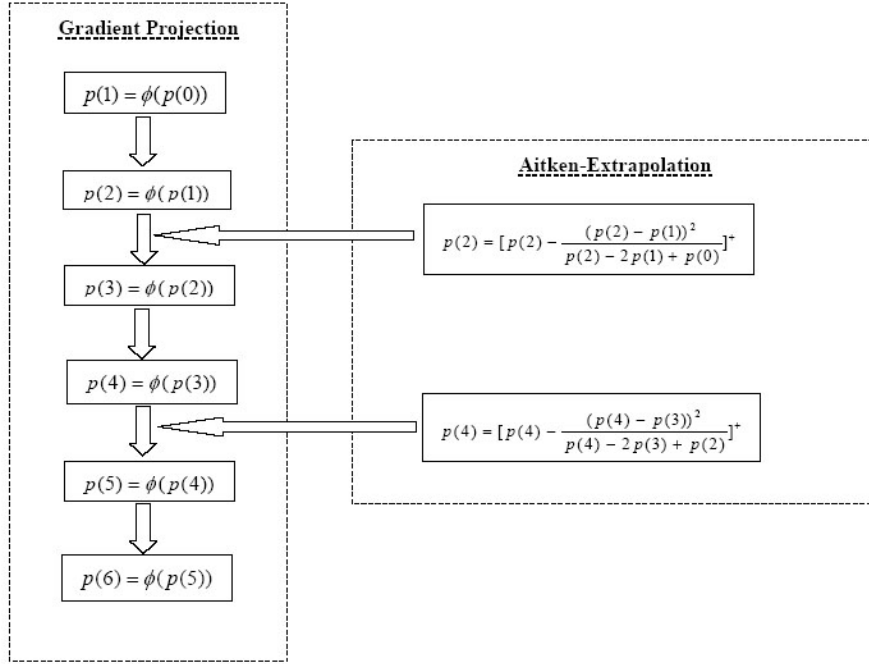 Gradient Projection
p(1) = ϕ(p(0))
p(2) = ϕ(p(1))
p(3) = ϕ(p(2))
p(4) = ϕ(p(3))
p(5) = ϕ(p(4))
p(6) = ϕ(p(5))
Aitken-Extrapolation
p(2) = [p(2) − (p(2) − p(1))² / p(2) − 2p(1) + p(0)]⁺
p(4) = [p(4) − (p(4) − p(3))² / p(4) − 2p(3) + p(2)]⁺